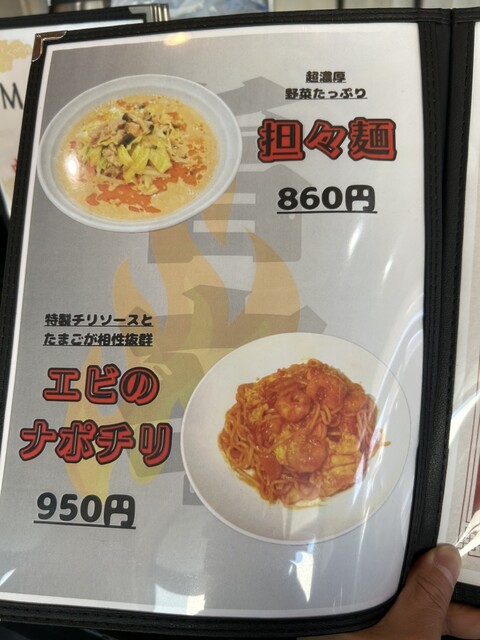 超濃厚
野菜たっぷり
担々麺
860円
特製チリソースと
たまごが相性抜群
エビの
ナポチリ
950円